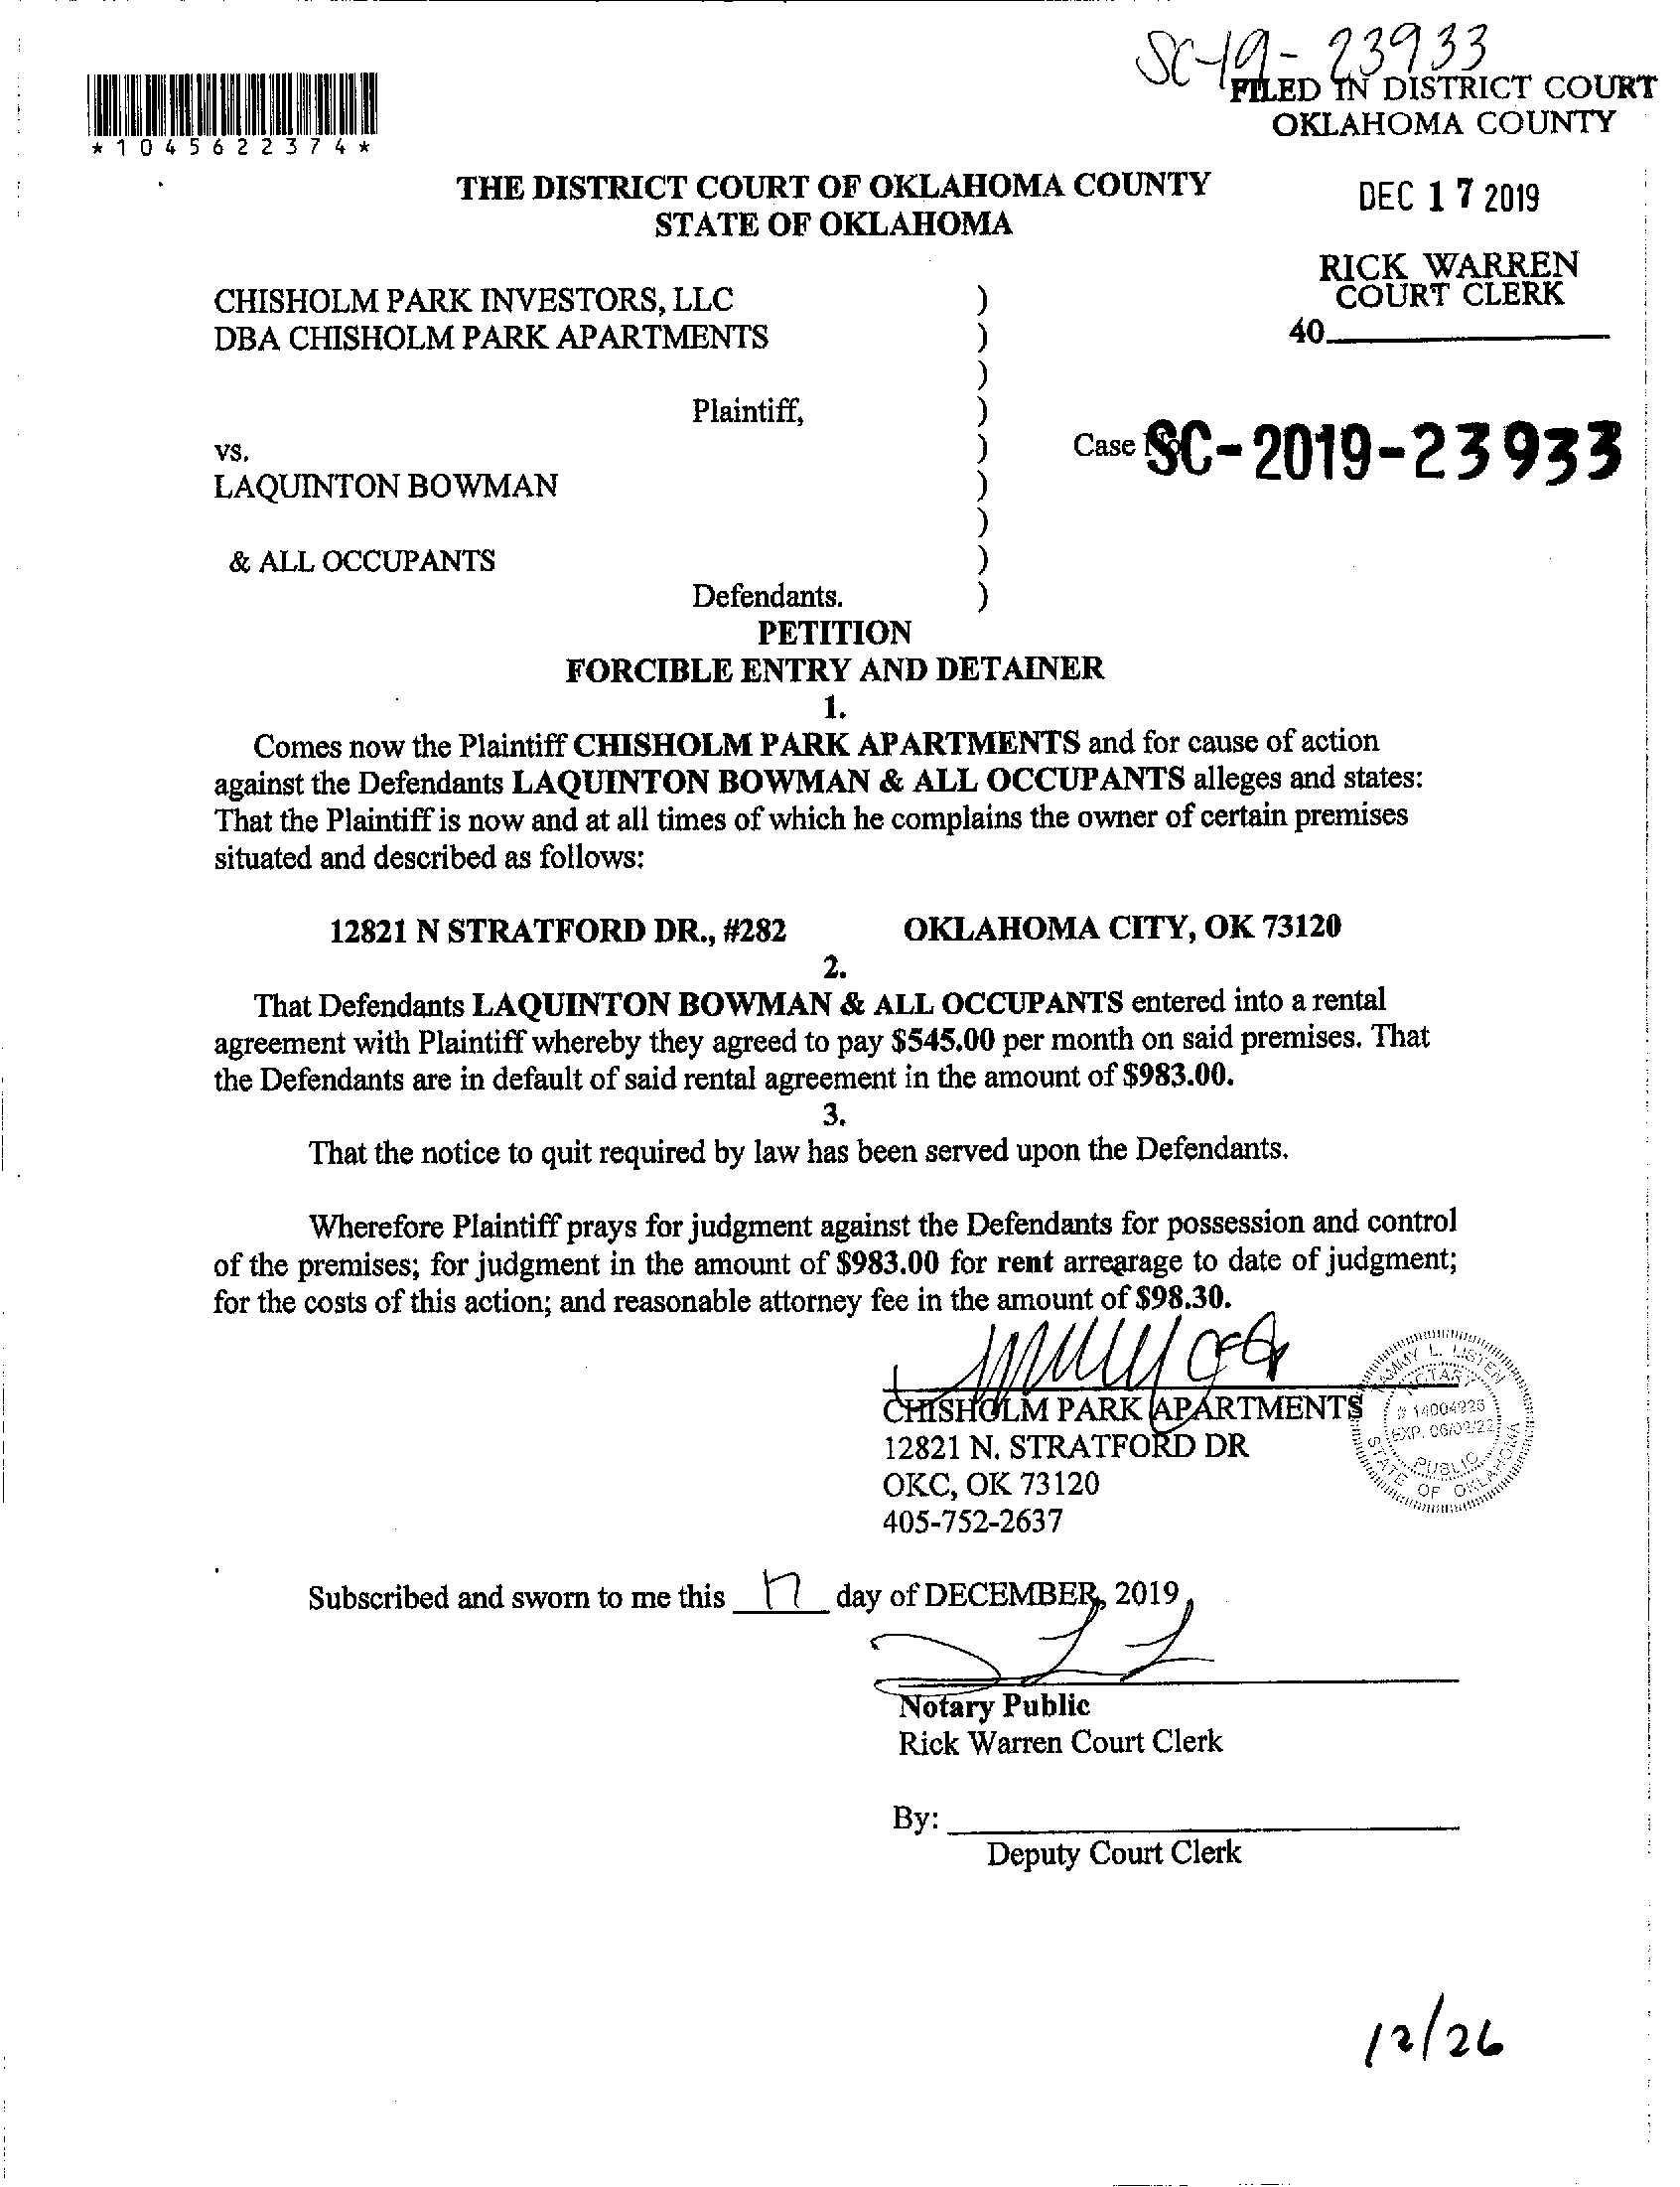 SC-19-23933
FILED IN DISTRICT COURT
OKLAHOMA COUNTY
*1045622374*
THE DISTRICT COURT OF OKLAHOMA COUNTY
STATE OF OKLAHOMA
DEC 17 2019
RICK WARREN
COURT CLERK
40
CHISHOLM PARK INVESTORS, LLC )
DBA CHISHOLM PARK APARTMENTS )
)
Plaintiff, )
vs. )
Case SC-2019-23933
LAQUINTON BOWMAN )
)
& ALL OCCUPANTS )
Defendants. )
PETITION
FORCIBLE ENTRY AND DETAINER
1.
Comes now the Plaintiff CHISHOLM PARK APARTMENTS and for cause of action
against the Defendants LAQUINTON BOWMAN & ALL OCCUPANTS alleges and states:
That the Plaintiff is now and at all times of which he complains the owner of certain premises
situated and described as follows:
12821 N STRATFORD DR., #282 OKLAHOMA CITY, OK 73120
2.
That Defendants LAQUINTON BOWMAN & ALL OCCUPANTS entered into a rental
agreement with Plaintiff whereby they agreed to pay $545.00 per month on said premises. That
the Defendants are in default of said rental agreement in the amount of $983.00.
3.
That the notice to quit required by law has been served upon the Defendants.
Wherefore Plaintiff prays for judgment against the Defendants for possession and control
of the premises; for judgment in the amount of $983.00 for rent arrearage to date of judgment;
for the costs of this action; and reasonable attorney fee in the amount of $98.30.
CHISHOLM PARK APARTMENTS
12821 N. STRATFORD DR
OKC, OK 73120
405-752-2637
TAMMY L. LISTEN
NOTARY
# 14004926
EXP. 06/02/22
PUBLIC
STATE OF OKLAHOMA
Subscribed and sworn to me this 17 day of DECEMBER, 2019
Notary Public
Rick Warren Court Clerk
By:
Deputy Court Clerk
12/26